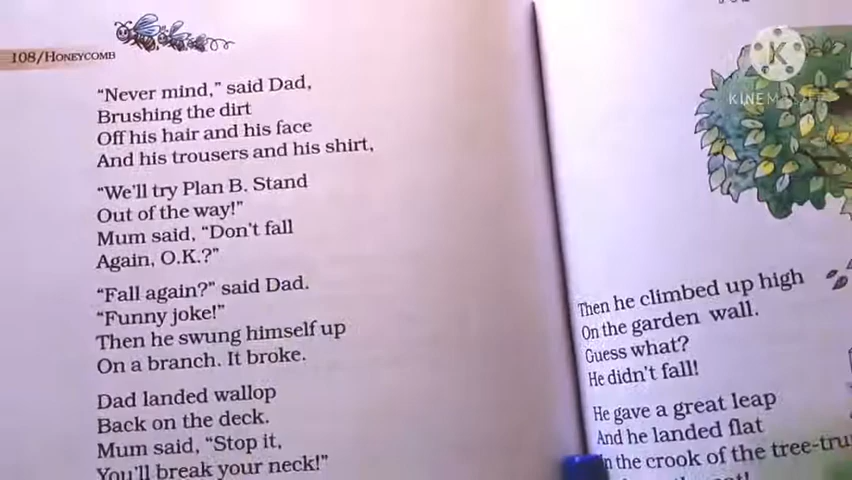 108/HONEYCOMB
"Never mind," said Dad,
Brushing the dirt
Off his hair and his face
And his trousers and his shirt,
"We'll try Plan B. Stand
Out of the way!"
Mum said, "Don't fall
Again, O.K.?"
"Fall again?" said Dad.
"Funny joke!"
Then he swung himself up
On a branch. It broke.
Dad landed wallop
Back on the deck.
Mum said, "Stop it,
You'll break your neck!"
Then he climbed up high
On the garden wall.
Guess what?
He didn't fall!
He gave a great leap
And he landed flat
In the crook of the tree-tru
K
KINEM